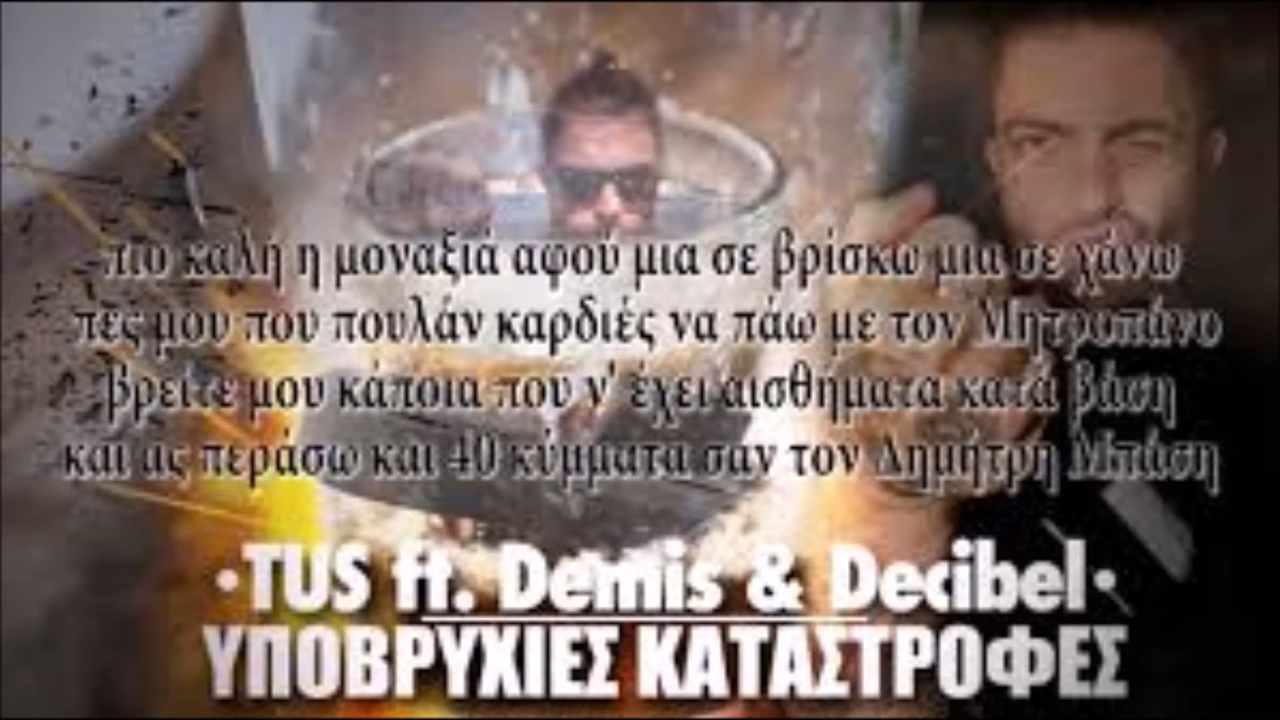 πιο καλη η μοναξιά αφού μια σε βρίσκω μια σε χάνω
πες μου που πουλάν καρδιές να πάω με τον Μητροπάνο
βρείτε μου κάποια που ν' έχει αισθήματα κατά βάση
και ας περάσω και 40 κύμματα σαν τον Δημήτρη Μπάση
·TUS ft. Demis & Decibel·
ΥΠΟΒΡΥΧΙΕΣ ΚΑΤΑΣΤΡΟΦΕΣ